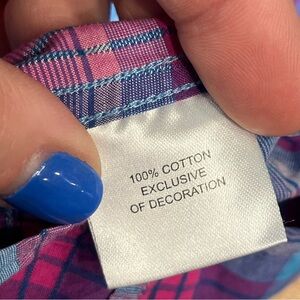 100% COTTON
EXCLUSIVE
OF DECORATION